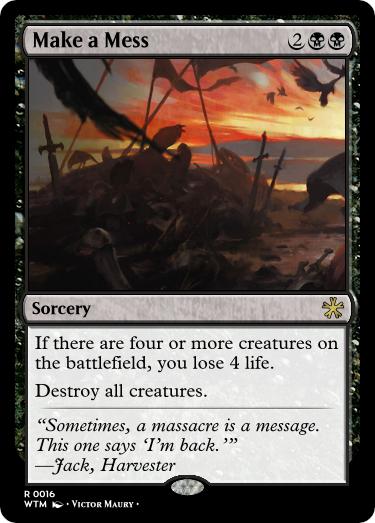 Make a Mess 2
Sorcery
If there are four or more creatures on
the battlefield, you lose 4 life.
Destroy all creatures.
“Sometimes, a massacre is a message.
This one says ‘I’m back.’”
—Jack, Harvester
R 0016
WTM • Victor Maury •